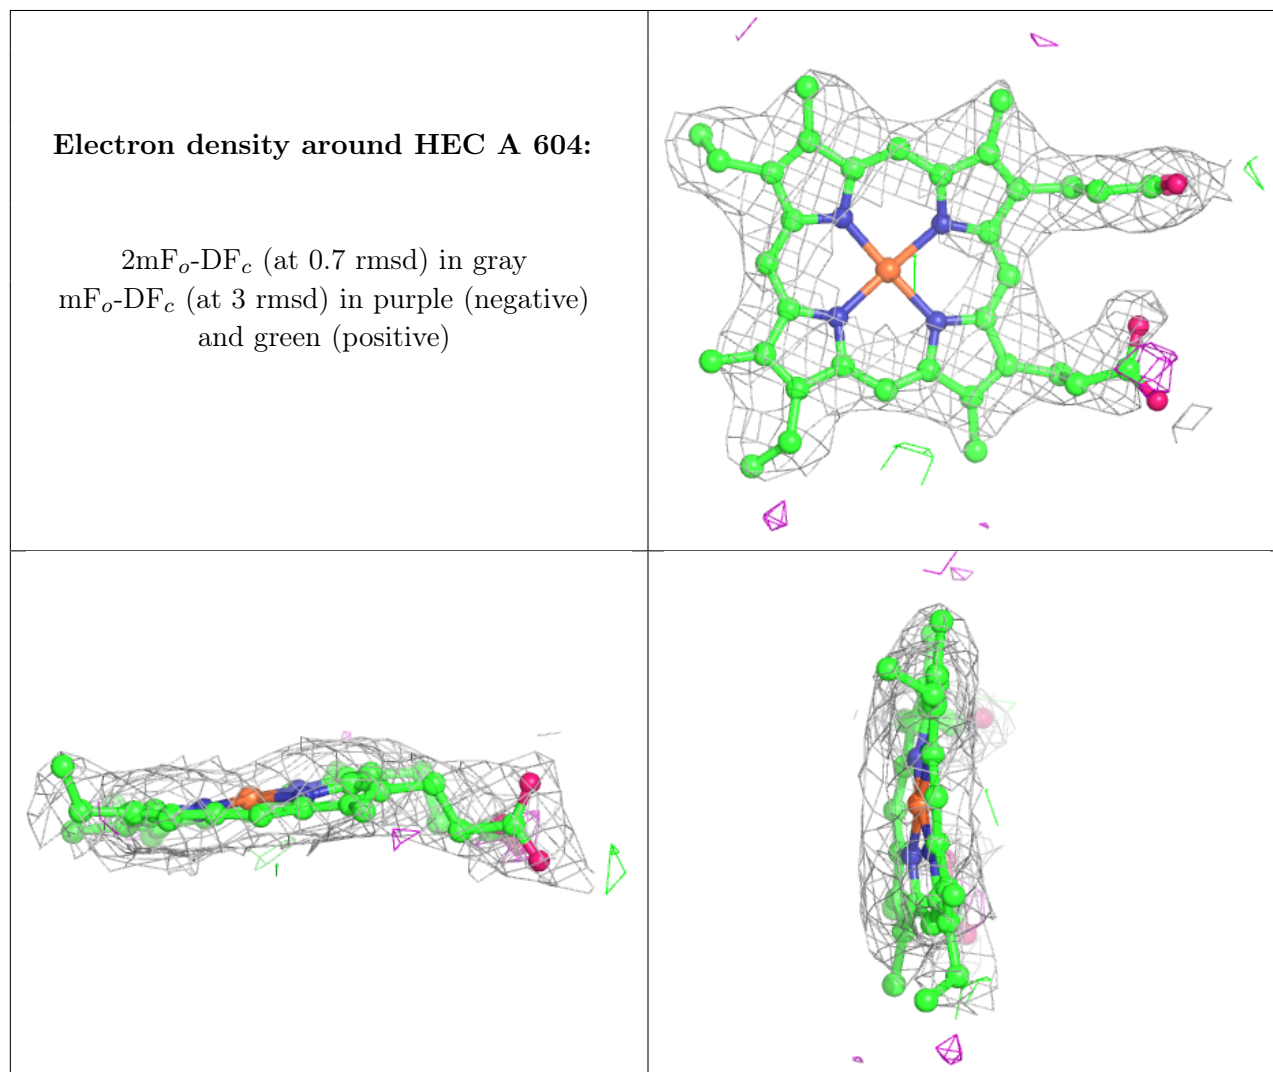 Electron density around HEC A 604:
2mFₒ-DF𝒸 (at 0.7 rmsd) in gray
mFₒ-DF𝒸 (at 3 rmsd) in purple (negative)
and green (positive)